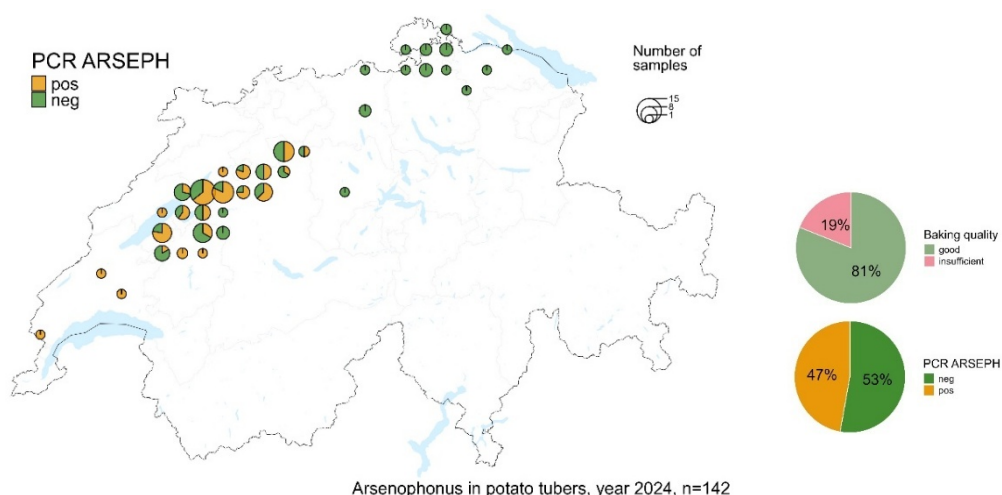 PCR ARSEPH
pos
neg
Number of
samples
15
8
1
19%
81%
Baking quality
good
insufficient
47%
53%
PCR ARSEPH
neg
pos
Arsenophonus in potato tubers, year 2024, n=142